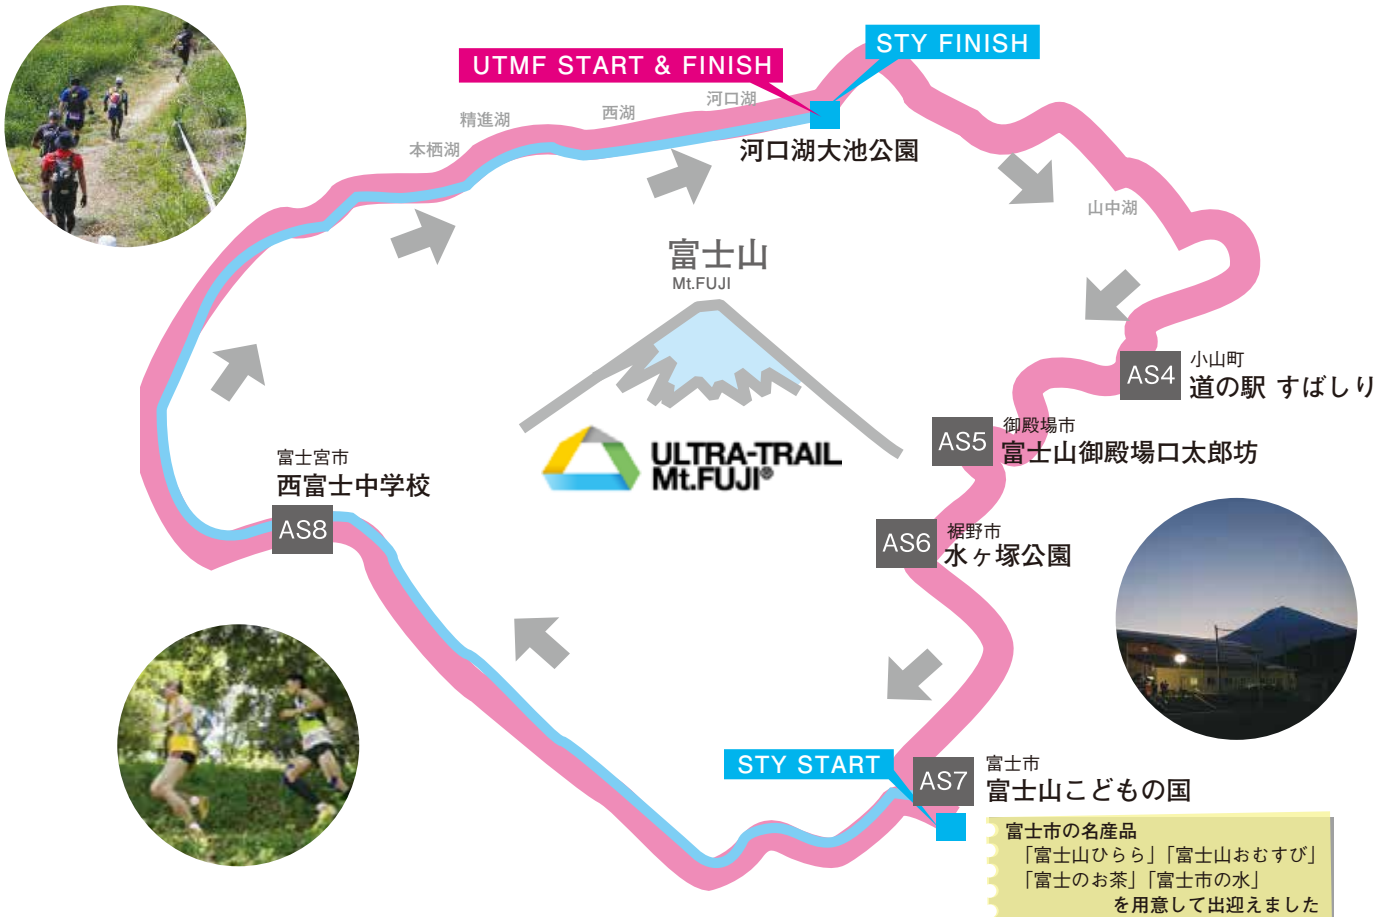 STY FINISH
UTMF START & FINISH
河口湖
西湖
精進湖
本栖湖
河口湖大池公園
山中湖
富士山
Mt.FUJI
小山町
AS4
道の駅 すばしり
御殿場市
AS5
富士山御殿場口太郎坊
ULTRA-TRAIL
Mt.FUJI®
富士宮市
西富士中学校
AS8
裾野市
AS6
水ヶ塚公園
STY START
富士市
AS7
富士山こどもの国
富士市の名産品
「富士山ひらら」「富士山おむすび」
「富士のお茶」「富士市の水」
を用意して出迎えました